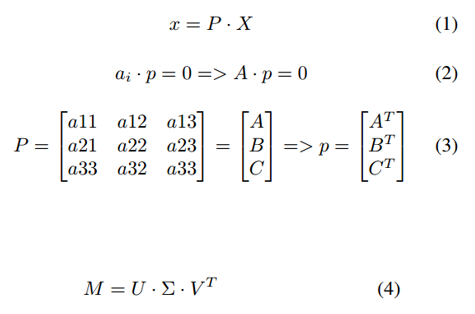 x = P · X (1)
a_i · p = 0 => A · p = 0 (2)
P = [a11 a12 a13; a21 a22 a23; a33 a32 a33] = [A; B; C] => p = [A^T; B^T; C^T] (3)
M = U · Σ · V^T (4)